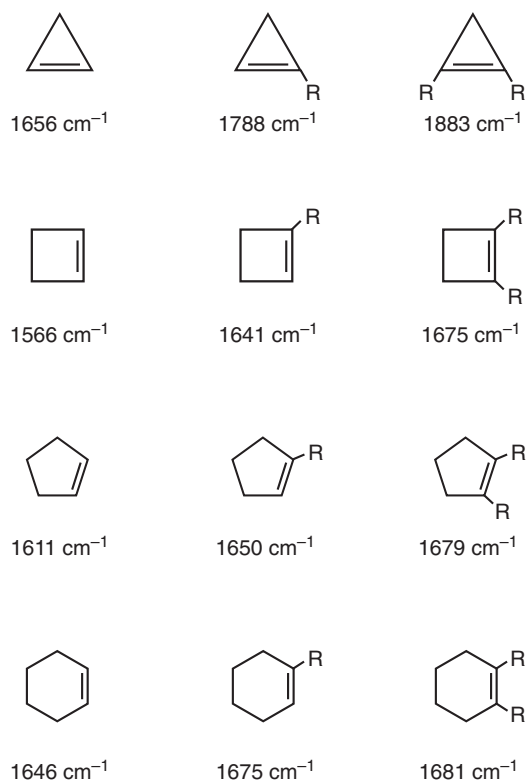 R
R R
1656 cm⁻¹ 1788 cm⁻¹ 1883 cm⁻¹
R R
R
1566 cm⁻¹ 1641 cm⁻¹ 1675 cm⁻¹
R R
R
1611 cm⁻¹ 1650 cm⁻¹ 1679 cm⁻¹
R R
R
1646 cm⁻¹ 1675 cm⁻¹ 1681 cm⁻¹